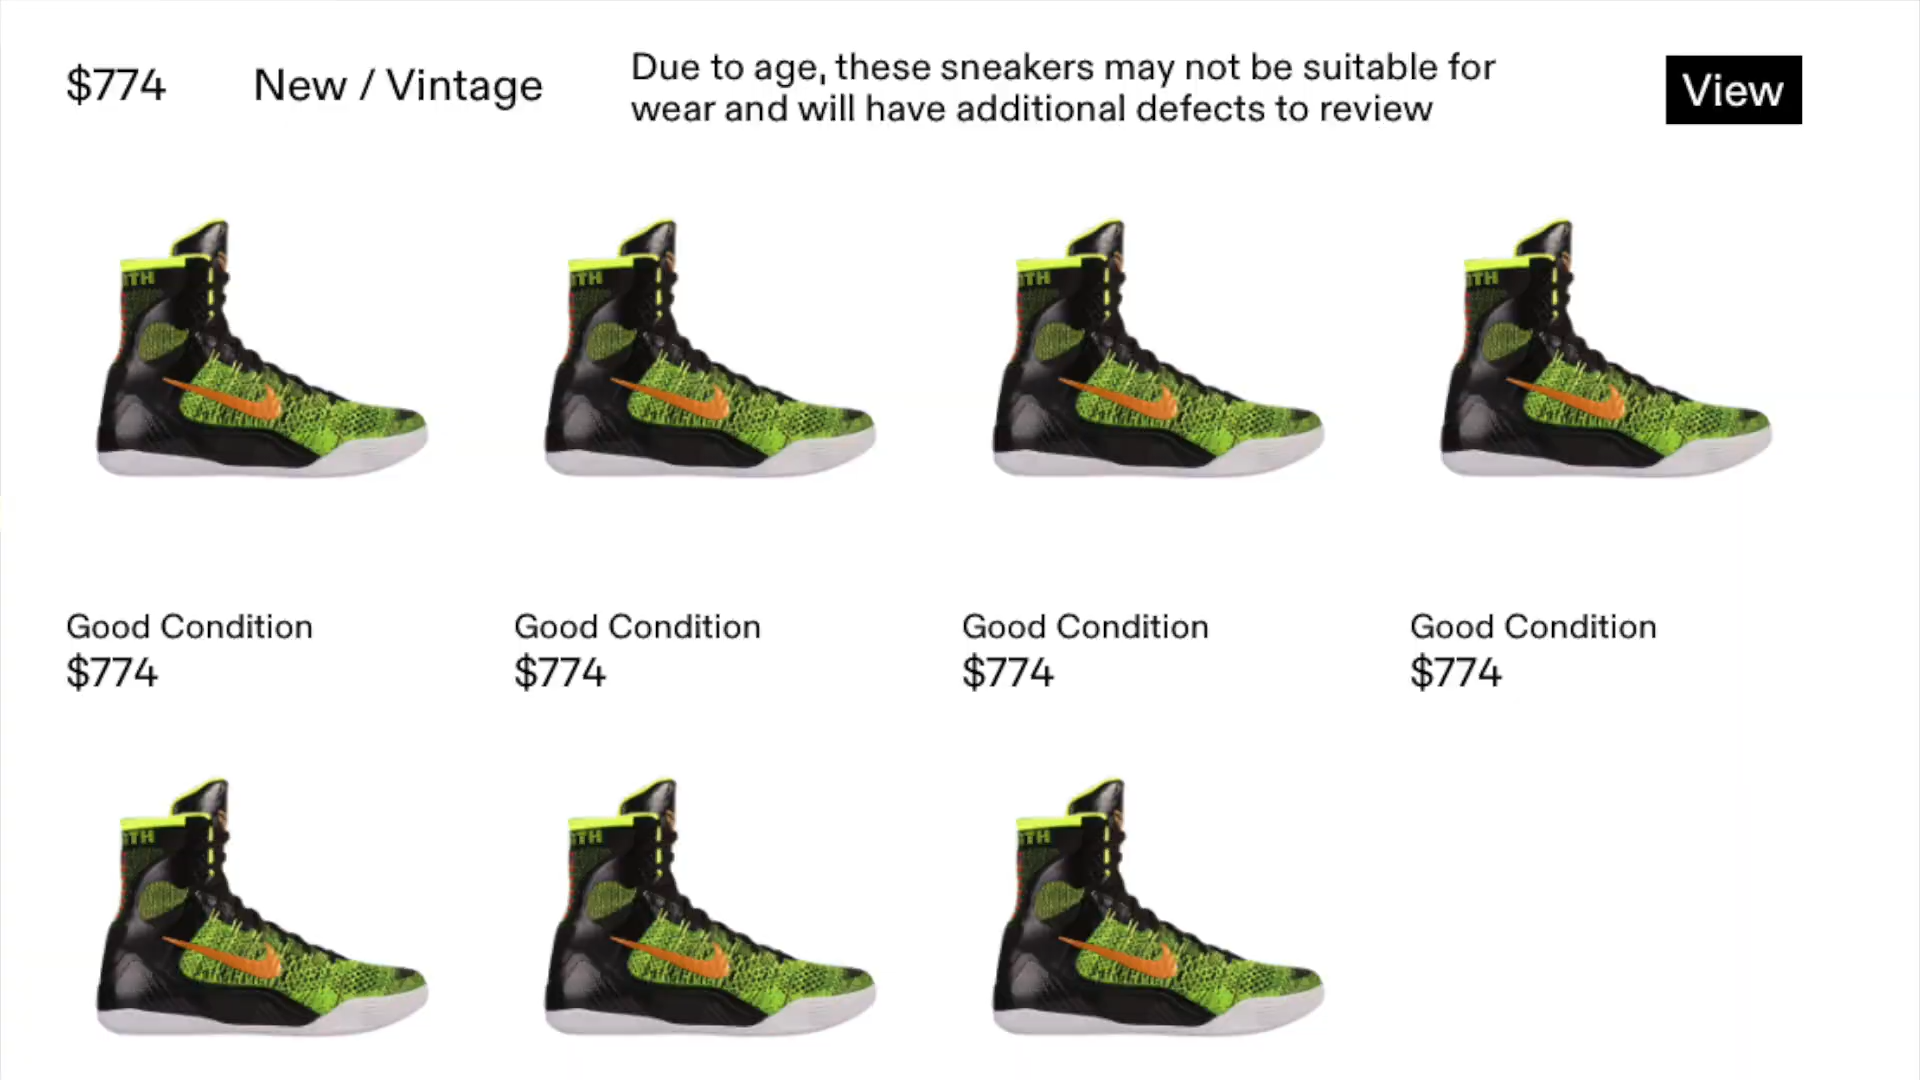 $774
New / Vintage
Due to age, these sneakers may not be suitable for
wear and will have additional defects to review
View
Good Condition
$774
Good Condition
$774
Good Condition
$774
Good Condition
$774